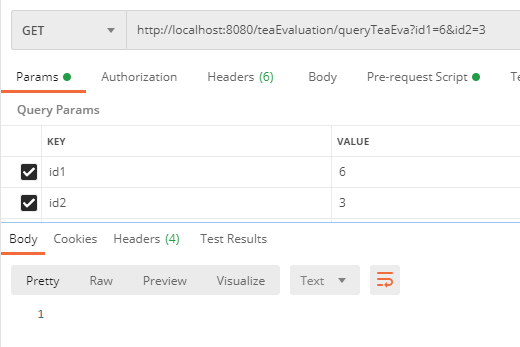 GET http://localhost:8080/teaEvaluation/queryTeaEva?id1=6&id2=3
Params Authorization Headers (6) Body Pre-request Script Te
Query Params
KEY VALUE
id1 6
id2 3
Body Cookies Headers (4) Test Results
Pretty Raw Preview Visualize Text
1